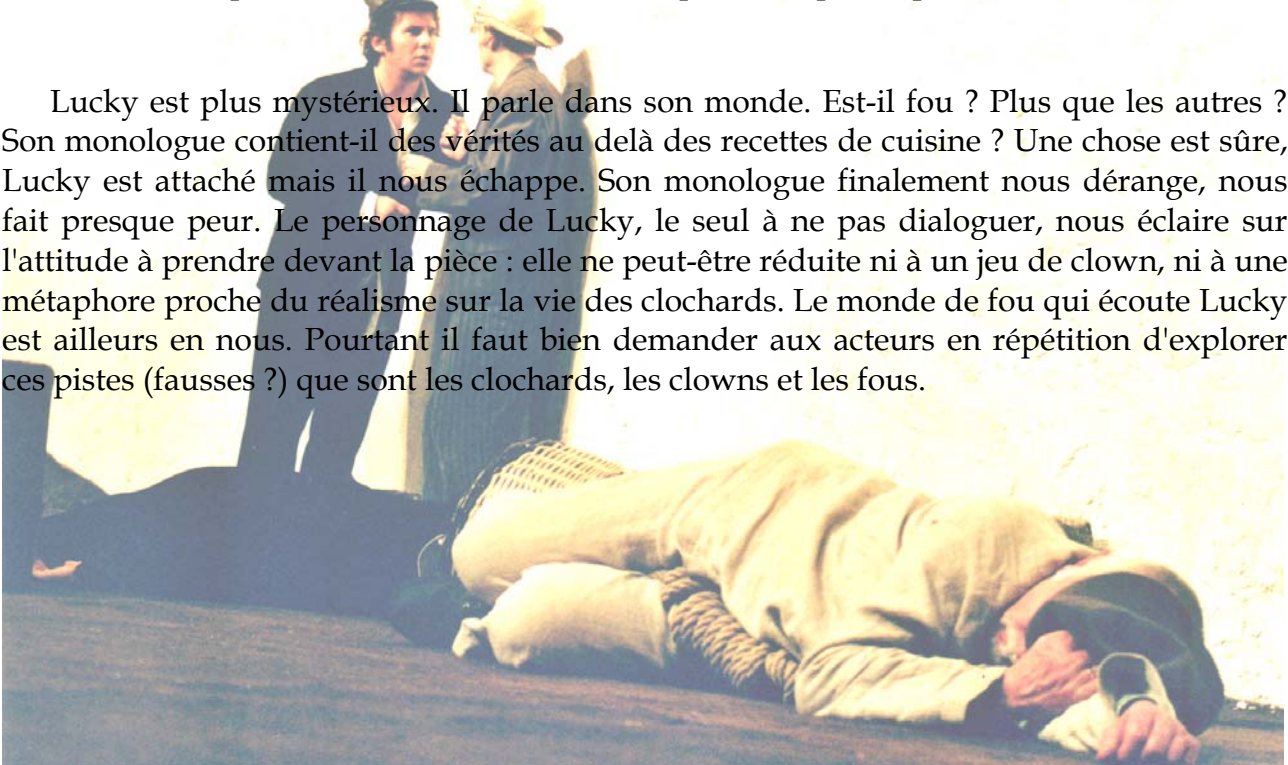 Lucky est plus mystérieux. Il parle dans son monde. Est-il fou ? Plus que les autres ?
Son monologue contient-il des vérités au delà des recettes de cuisine ? Une chose est sûre,
Lucky est attaché mais il nous échappe. Son monologue finalement nous dérange, nous
fait presque peur. Le personnage de Lucky, le seul à ne pas dialoguer, nous éclaire sur
l'attitude à prendre devant la pièce : elle ne peut-être réduite ni à un jeu de clown, ni à une
métaphore proche du réalisme sur la vie des clochards. Le monde de fou qui écoute Lucky
est ailleurs en nous. Pourtant il faut bien demander aux acteurs en répétition d'explorer
ces pistes (fausses ?) que sont les clochards, les clowns et les fous.